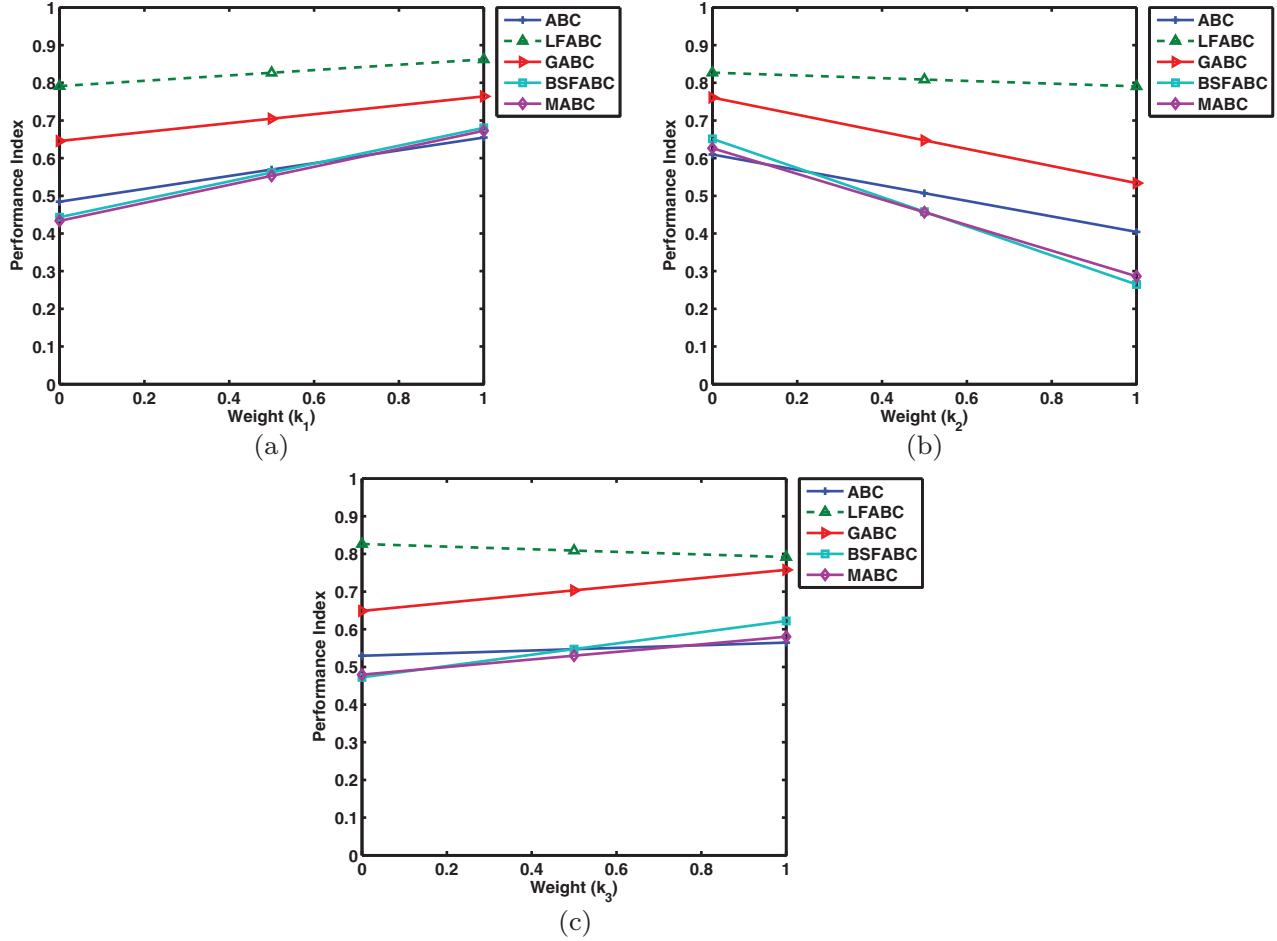 1
0.9
0.8
0.7
0.6
0.5
0.4
0.3
0.2
0.1
0
Performance Index
0 0.2 0.4 0.6 0.8 1
Weight (k1)
ABC
LFABC
GABC
BSFABC
MABC
(a)
1
0.9
0.8
0.7
0.6
0.5
0.4
0.3
0.2
0.1
0
Performance Index
0 0.2 0.4 0.6 0.8 1
Weight (k2)
ABC
LFABC
GABC
BSFABC
MABC
(b)
1
0.9
0.8
0.7
0.6
0.5
0.4
0.3
0.2
0.1
0
Performance Index
0 0.2 0.4 0.6 0.8 1
Weight (k3)
ABC
LFABC
GABC
BSFABC
MABC
(c)